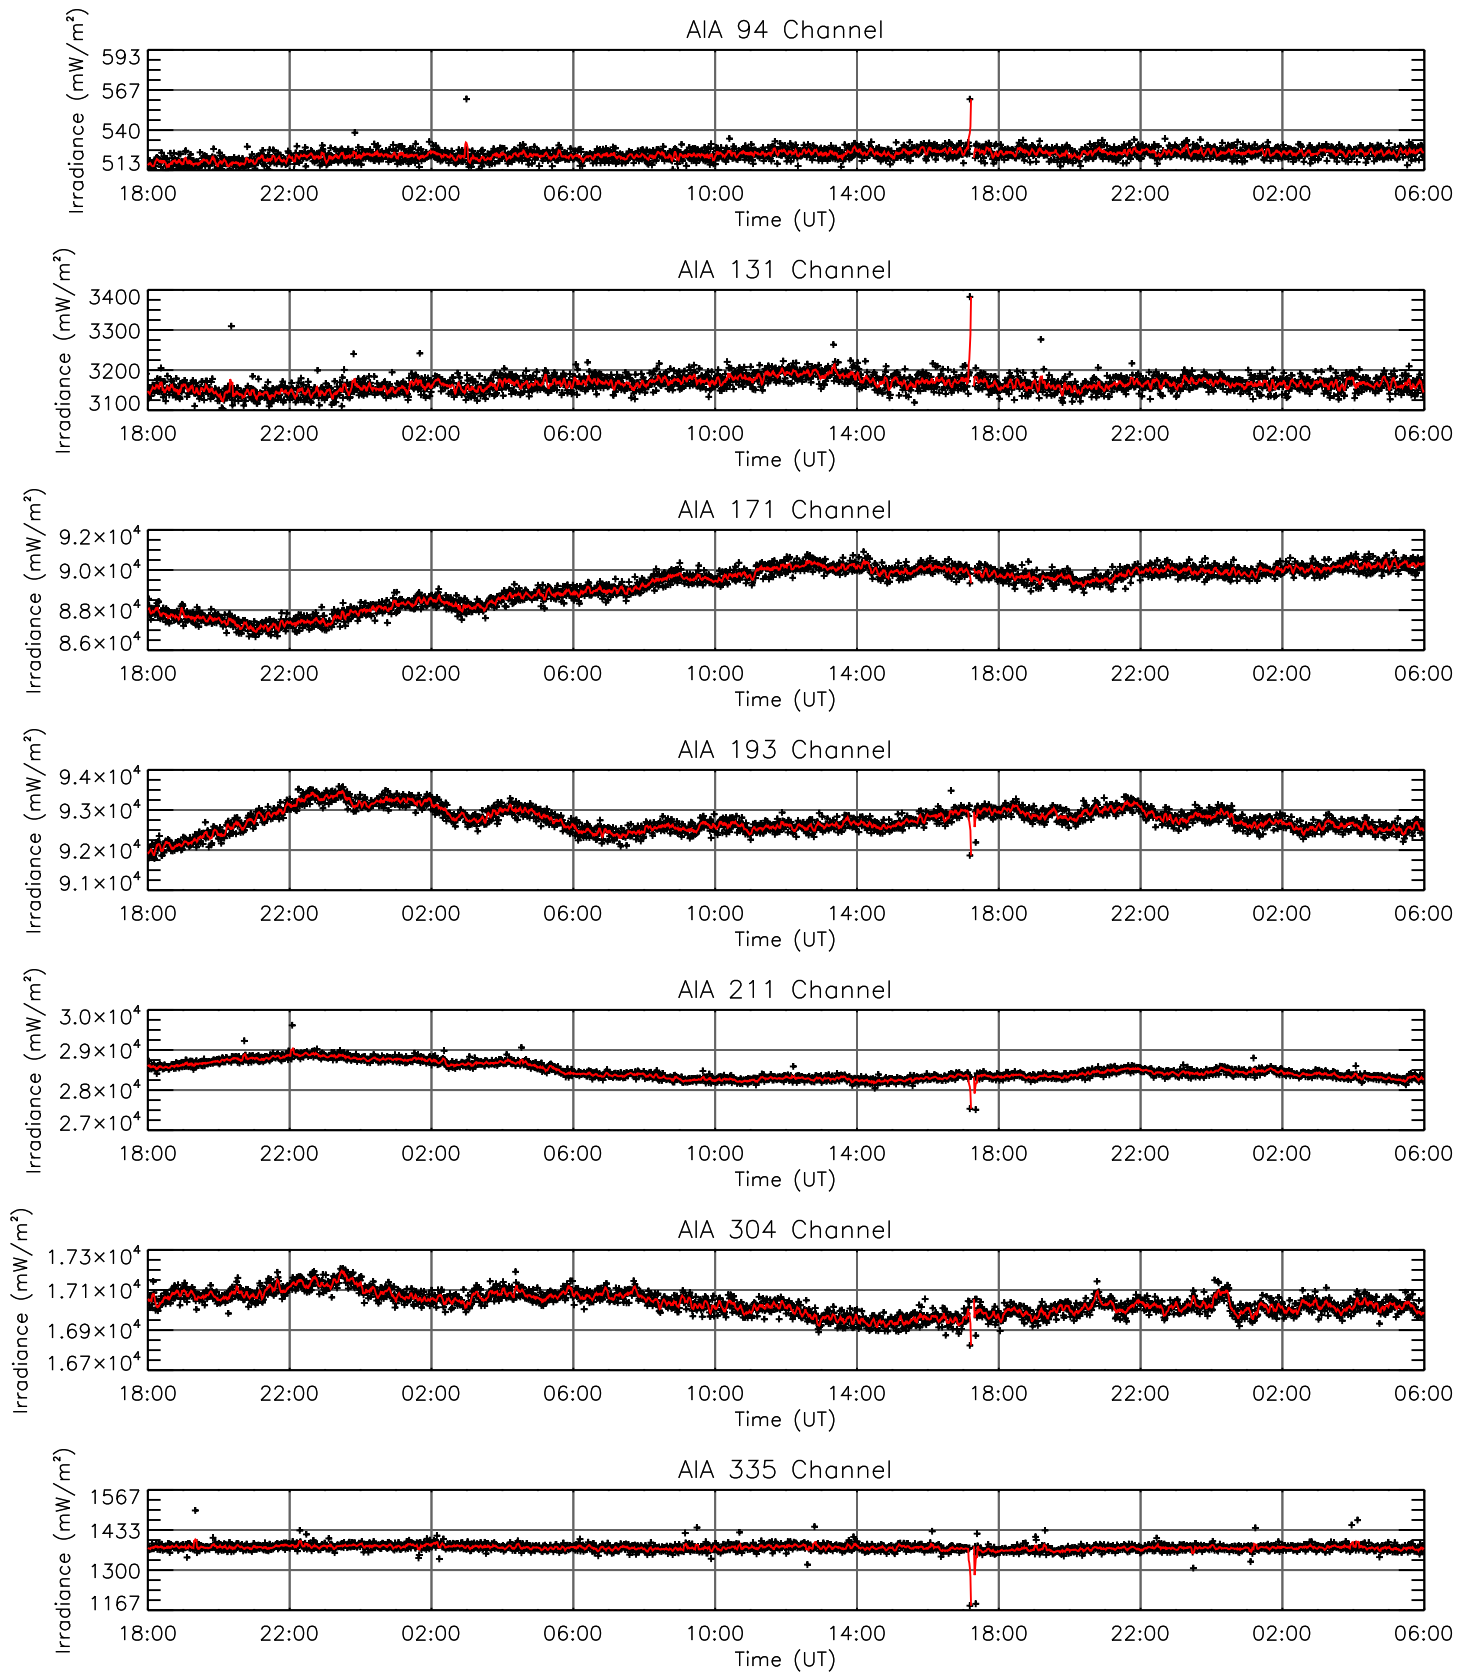 AIA 94 Channel
Irradiance (mW/m²)
593
567
540
513
18:00 22:00 02:00 06:00 10:00 14:00 18:00 22:00 02:00 06:00
Time (UT)
AIA 131 Channel
Irradiance (mW/m²)
3400
3300
3200
3100
18:00 22:00 02:00 06:00 10:00 14:00 18:00 22:00 02:00 06:00
Time (UT)
AIA 171 Channel
Irradiance (mW/m²)
9.2×10⁴
9.0×10⁴
8.8×10⁴
8.6×10⁴
18:00 22:00 02:00 06:00 10:00 14:00 18:00 22:00 02:00 06:00
Time (UT)
AIA 193 Channel
Irradiance (mW/m²)
9.4×10⁴
9.3×10⁴
9.2×10⁴
9.1×10⁴
18:00 22:00 02:00 06:00 10:00 14:00 18:00 22:00 02:00 06:00
Time (UT)
AIA 211 Channel
Irradiance (mW/m²)
3.0×10⁴
2.9×10⁴
2.8×10⁴
2.7×10⁴
18:00 22:00 02:00 06:00 10:00 14:00 18:00 22:00 02:00 06:00
Time (UT)
AIA 304 Channel
Irradiance (mW/m²)
1.73×10⁴
1.71×10⁴
1.69×10⁴
1.67×10⁴
18:00 22:00 02:00 06:00 10:00 14:00 18:00 22:00 02:00 06:00
Time (UT)
AIA 335 Channel
Irradiance (mW/m²)
1567
1433
1300
1167
18:00 22:00 02:00 06:00 10:00 14:00 18:00 22:00 02:00 06:00
Time (UT)